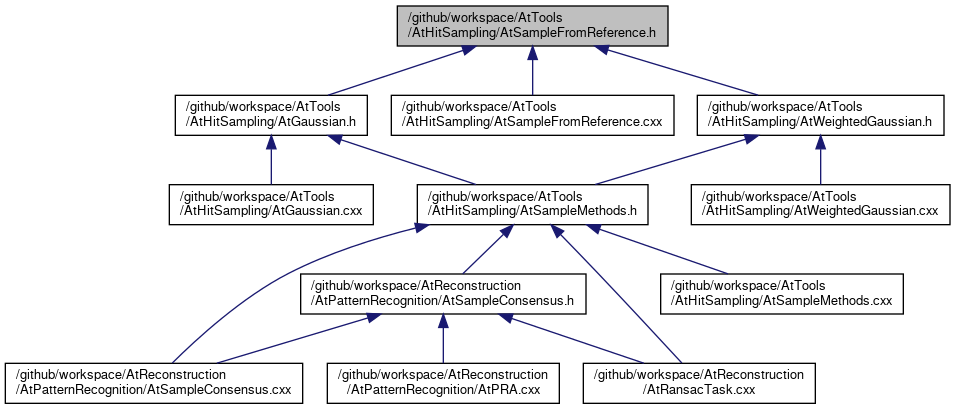 /github/workspace/AtTools
/AtHitSampling/AtSampleFromReference.h
/github/workspace/AtTools
/AtHitSampling/AtGaussian.h
/github/workspace/AtTools
/AtHitSampling/AtSampleFromReference.cxx
/github/workspace/AtTools
/AtHitSampling/AtWeightedGaussian.h
/github/workspace/AtTools
/AtHitSampling/AtGaussian.cxx
/github/workspace/AtTools
/AtHitSampling/AtSampleMethods.h
/github/workspace/AtTools
/AtHitSampling/AtWeightedGaussian.cxx
/github/workspace/AtReconstruction
/AtPatternRecognition/AtSampleConsensus.h
/github/workspace/AtTools
/AtHitSampling/AtSampleMethods.cxx
/github/workspace/AtReconstruction
/AtPatternRecognition/AtSampleConsensus.cxx
/github/workspace/AtReconstruction
/AtPatternRecognition/AtPRA.cxx
/github/workspace/AtReconstruction
/AtRansacTask.cxx